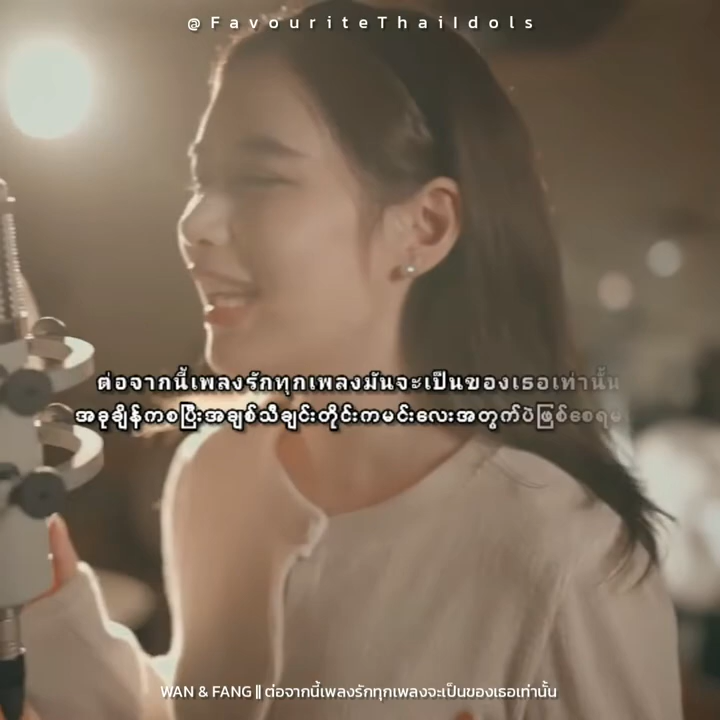 @FavouriteThaiIdols
ต่อจากนี้เพลงรักทุกเพลงมันจะเป็นของเธอเท่านั้น
အခုချိန်ကစပြီးအချစ်သီချင်းတိုင်းကမင်းလေးအတွက်ပဲဖြစ်စေရမ
WAN & FANG || ต่อจากนี้เพลงรักทุกเพลงจะเป็นของเธอเท่านั้น